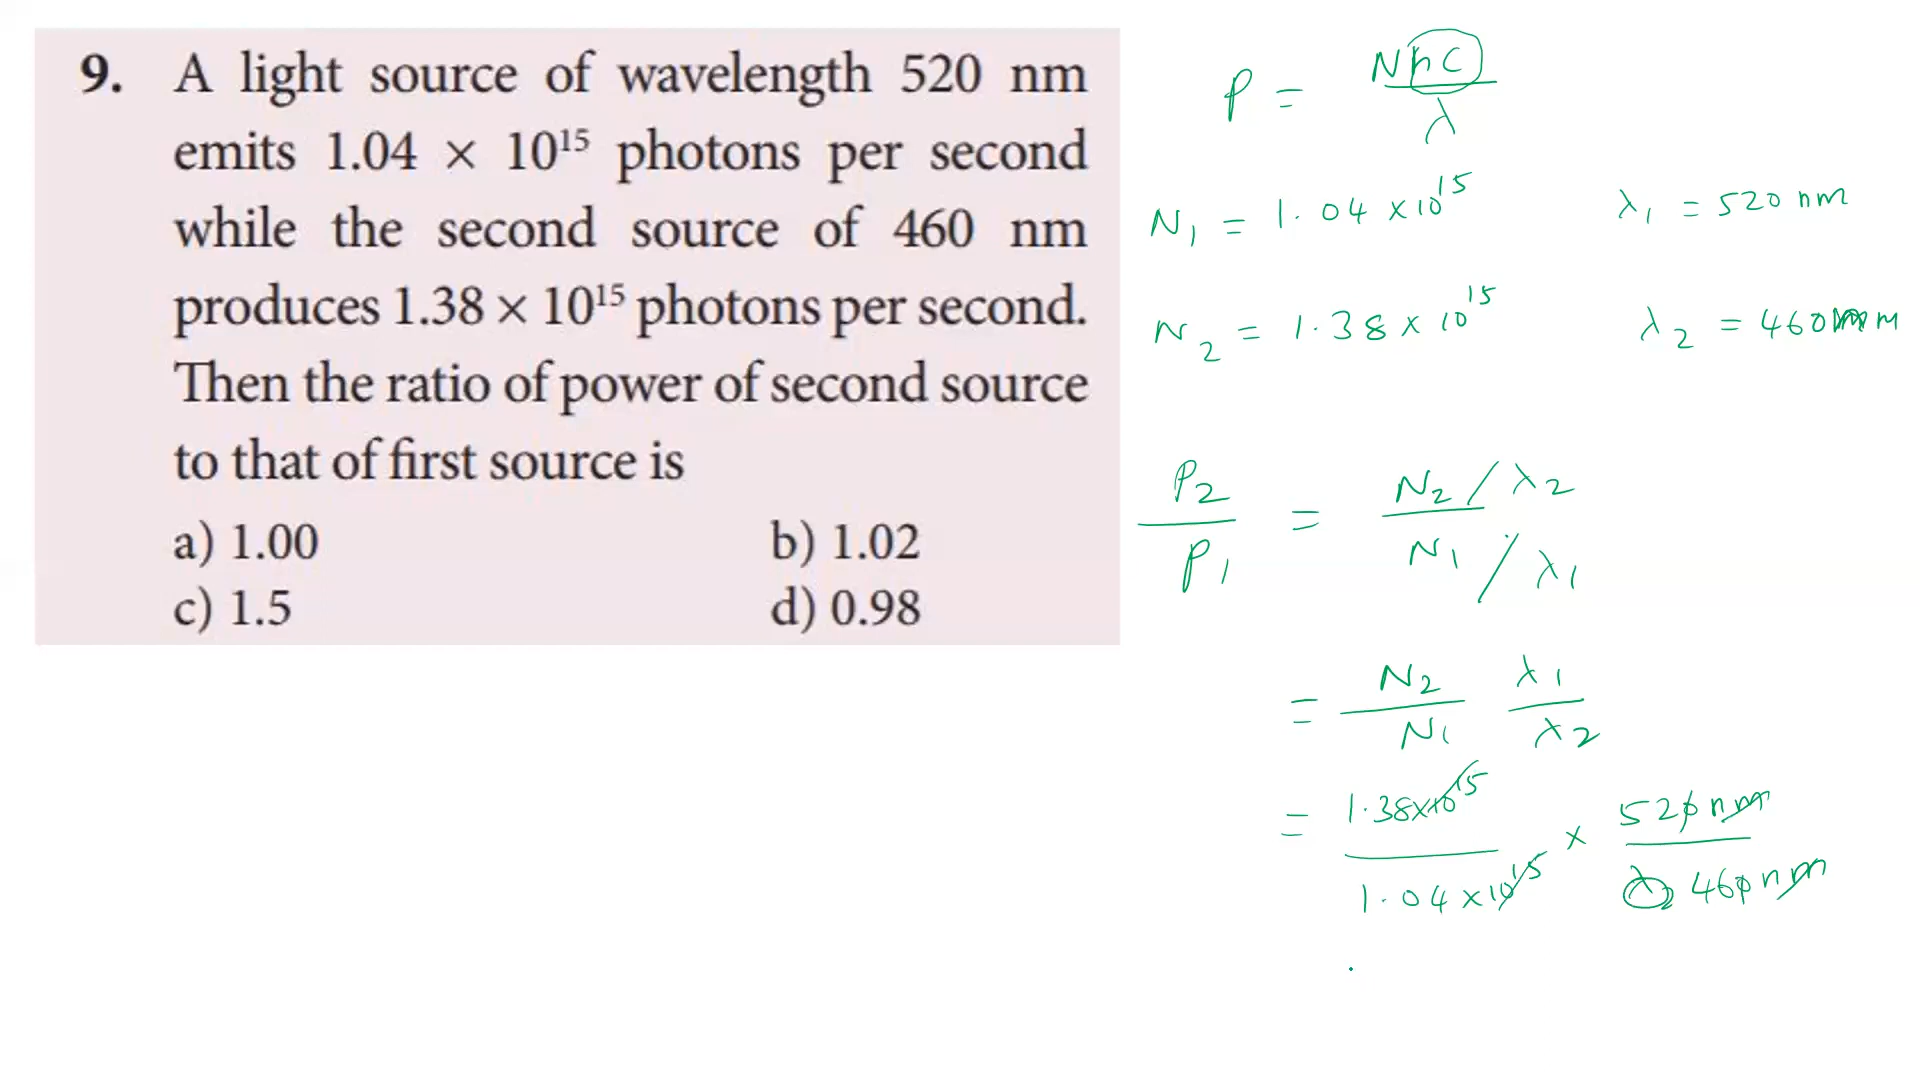 9. A light source of wavelength 520 nm
emits 1.04 × 10¹⁵ photons per second
while the second source of 460 nm
produces 1.38 × 10¹⁵ photons per second.
Then the ratio of power of second source
to that of first source is
a) 1.00 b) 1.02
c) 1.5 d) 0.98
P = Nhc / λ
N₁ = 1.04 × 10¹⁵ λ₁ = 520 nm
N₂ = 1.38 × 10¹⁵ λ₂ = 460 nm
P₂ / P₁ = N₂/λ₂ / N₁/λ₁
= N₂ / N₁ λ₁ / λ₂
= 1.38×10¹⁵ / 1.04×10¹⁵ × 520 nm / λ₂ 460 nm